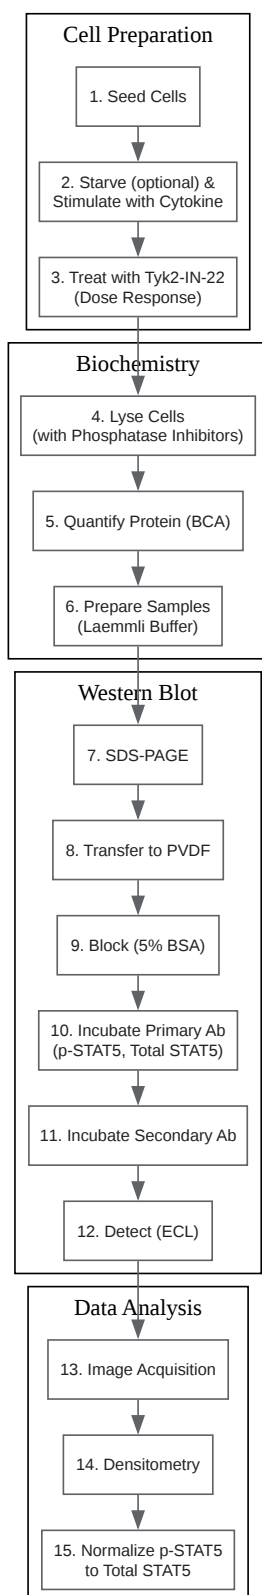 Cell Preparation
1. Seed Cells
2. Starve (optional) &
Stimulate with Cytokine
3. Treat with Tyk2-IN-22
(Dose Response)
Biochemistry
4. Lyse Cells
(with Phosphatase Inhibitors)
5. Quantify Protein (BCA)
6. Prepare Samples
(Laemmli Buffer)
Western Blot
7. SDS-PAGE
8. Transfer to PVDF
9. Block (5% BSA)
10. Incubate Primary Ab
(p-STAT5, Total STAT5)
11. Incubate Secondary Ab
12. Detect (ECL)
Data Analysis
13. Image Acquisition
14. Densitometry
15. Normalize p-STAT5
to Total STAT5